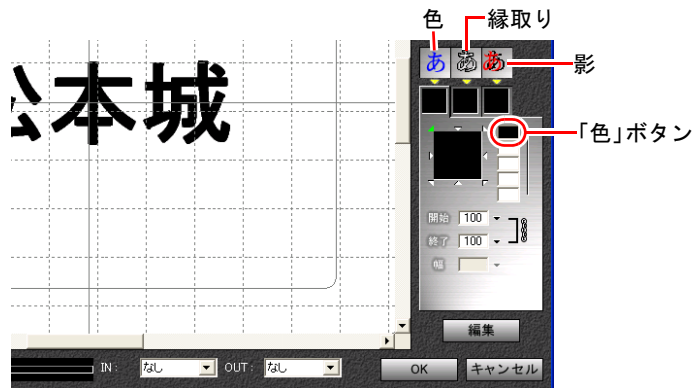 色 縁取り
あ あ あ 影
松本城
「色」ボタン
開始 100
終了 100
幅
編集
IN: なし OUT: なし OK キャンセル